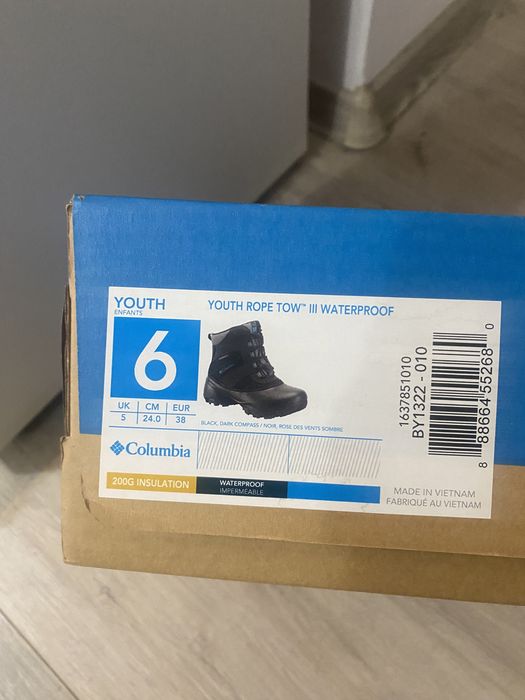 YOUTH
ENFANTS
6
UK CM EUR
5 24.0 38
YOUTH ROPE TOW™ III WATERPROOF
BLACK, DARK COMPASS / NOIR, ROSE DES VENTS SOMBRE
Columbia
200G INSULATION
WATERPROOF
IMPERMÉABLE
1637851010
BY1322 - 010
8 88664 55268 0
MADE IN VIETNAM
FABRIQUÉ AU VIETNAM